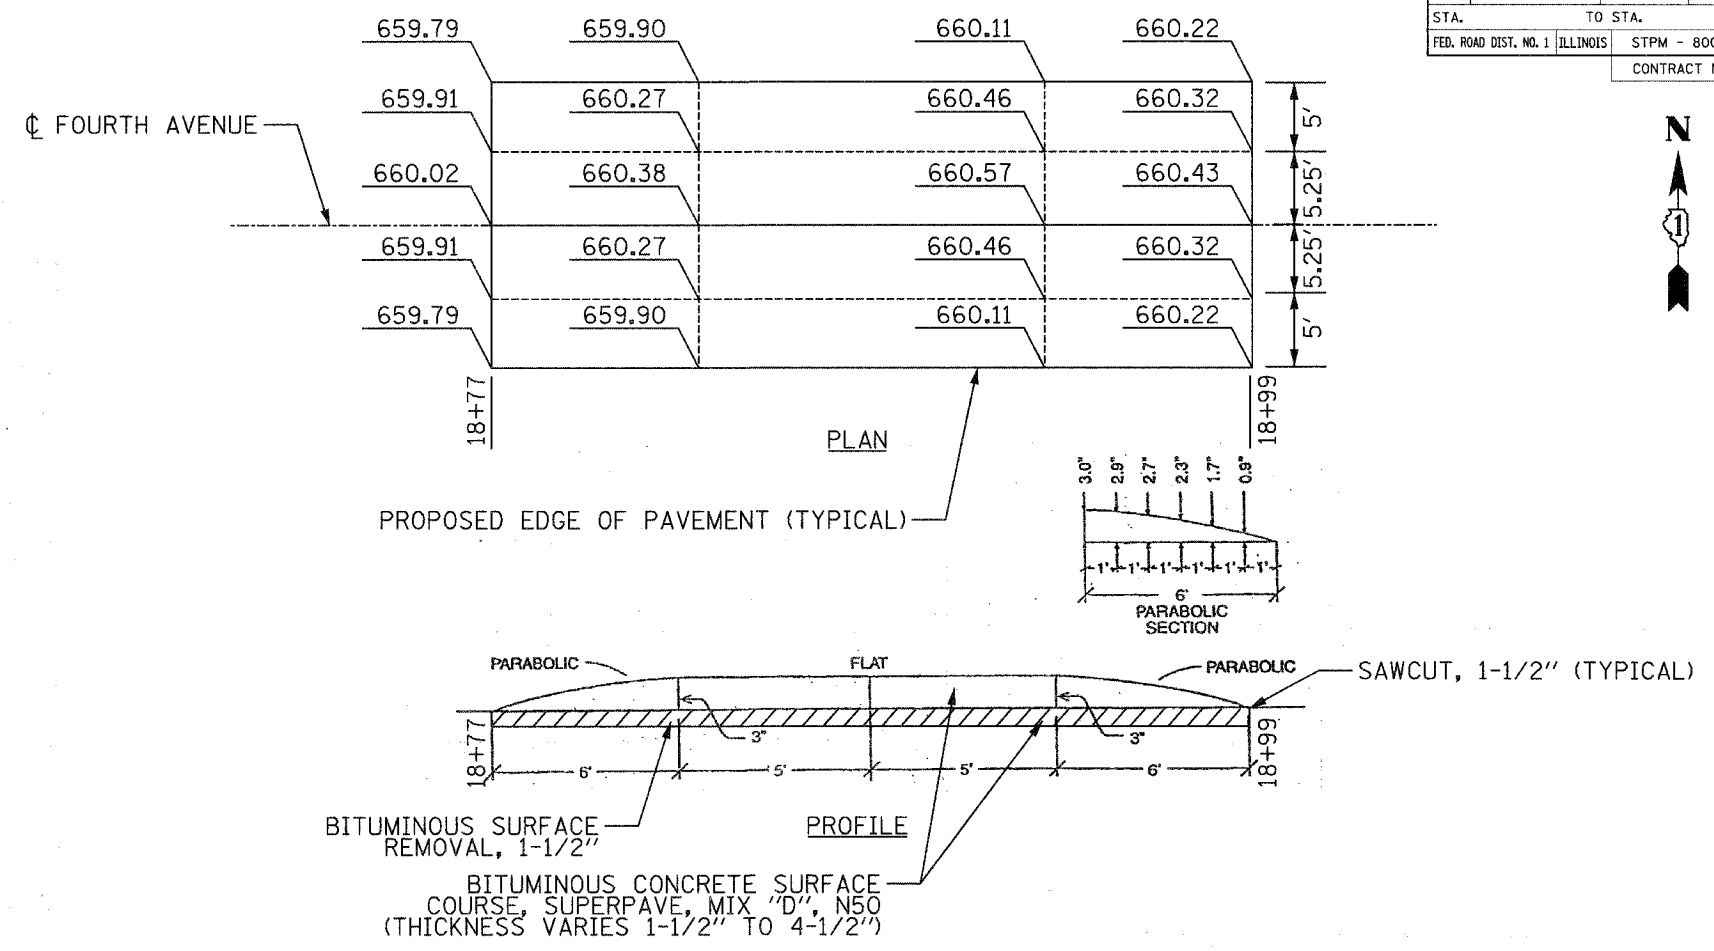 STA. TO STA.
FED. ROAD DIST. NO. 1 ILLINOIS STPM - 800
CONTRACT
659.79 659.90 660.11 660.22
659.91 660.27 660.46 660.32
℄ FOURTH AVENUE
5'
N
660.02 660.38 660.57 660.43
5.25'
1
659.91 660.27 660.46 660.32
5.25'
659.79 659.90 660.11 660.22
5'
18+77 18+99
PLAN
PROPOSED EDGE OF PAVEMENT (TYPICAL)
3.0" 2.9" 2.7" 2.3" 1.7" 0.9"
1' 1' 1' 1' 1' 1'
6'
PARABOLIC
SECTION
PARABOLIC FLAT PARABOLIC
SAWCUT, 1-1/2" (TYPICAL)
3" 3"
18+77 18+99
6' 5' 5' 6'
BITUMINOUS SURFACE
REMOVAL, 1-1/2"
PROFILE
BITUMINOUS CONCRETE SURFACE
COURSE, SUPERPAVE, MIX "D", N50
(THICKNESS VARIES 1-1/2" TO 4-1/2")